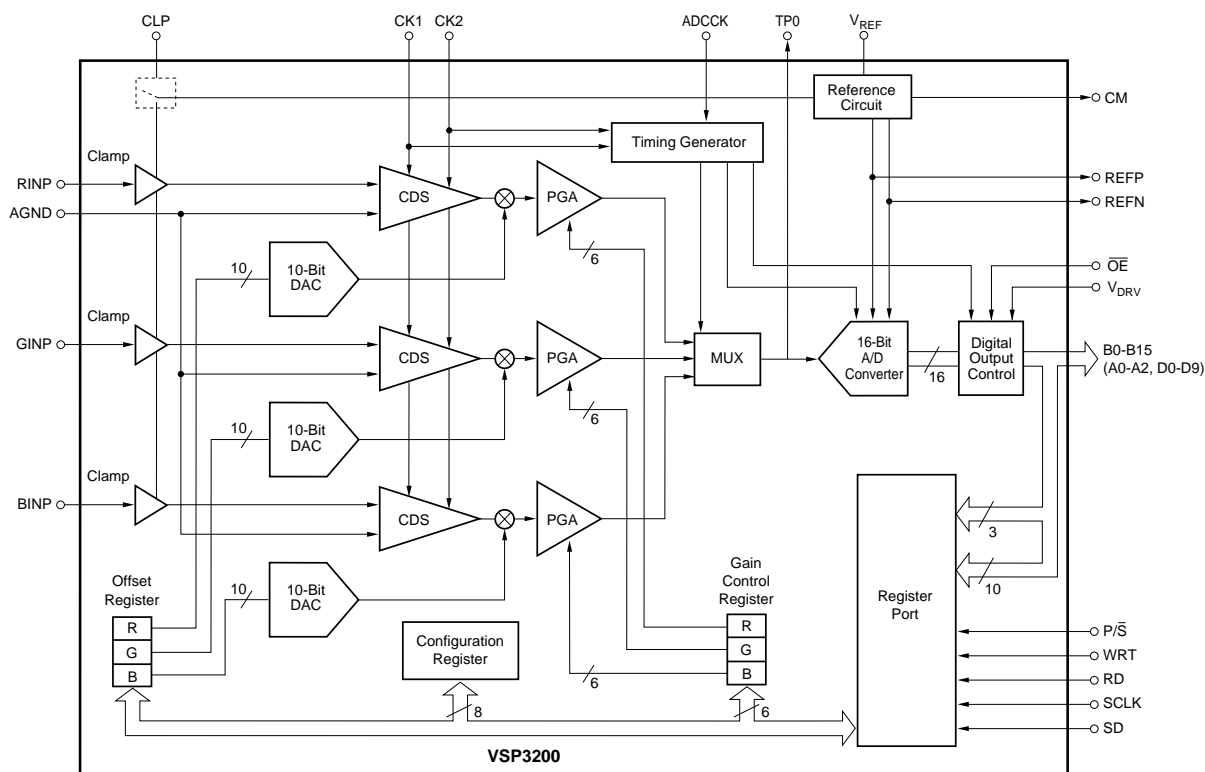 CLP
CK1
CK2
ADCCK
TP0
VREF
Reference
Circuit
CM
Timing Generator
Clamp
RINP
AGND
CDS
PGA
6
REFP
REFN
10
10-Bit
DAC
OE
VDRV
Clamp
GINP
CDS
PGA
6
MUX
16-Bit
A/D
Converter
16
Digital
Output
Control
B0-B15
(A0-A2, D0-D9)
10
10-Bit
DAC
Clamp
BINP
CDS
PGA
3
10
Offset
Register
R
G
B
10
10-Bit
DAC
Configuration
Register
8
Gain
Control
Register
R
G
B
6
6
Register
Port
P/S̅
WRT
RD
SCLK
SD
VSP3200